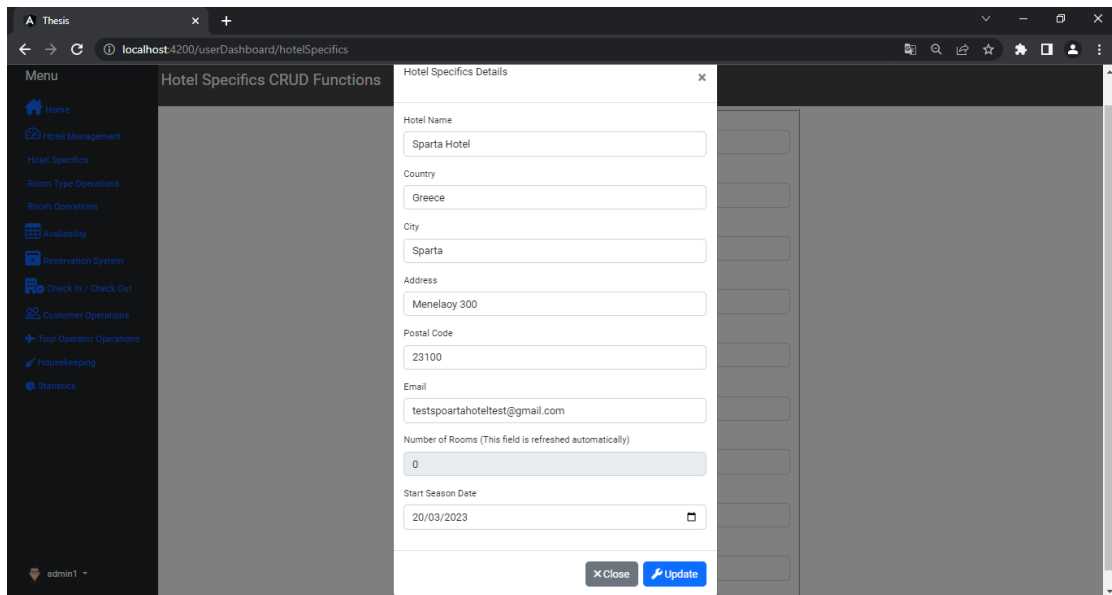 Thesis
localhost:4200/userDashboard/hotelSpecifics
Menu
Home
Hotel Management
Hotel Specifics
Room Type Operations
Room Operations
Availability
Reservation System
Check in / Check Out
Customer Operations
Tour Operator Operations
Housekeeping
Statistics
admin1
Hotel Specifics CRUD Functions
Hotel Specifics Details
Hotel Name
Sparta Hotel
Country
Greece
City
Sparta
Address
Menelaoy 300
Postal Code
23100
Email
testspoartahoteltest@gmail.com
Number of Rooms (This field is refreshed automatically)
0
Start Season Date
20/03/2023
Close Update